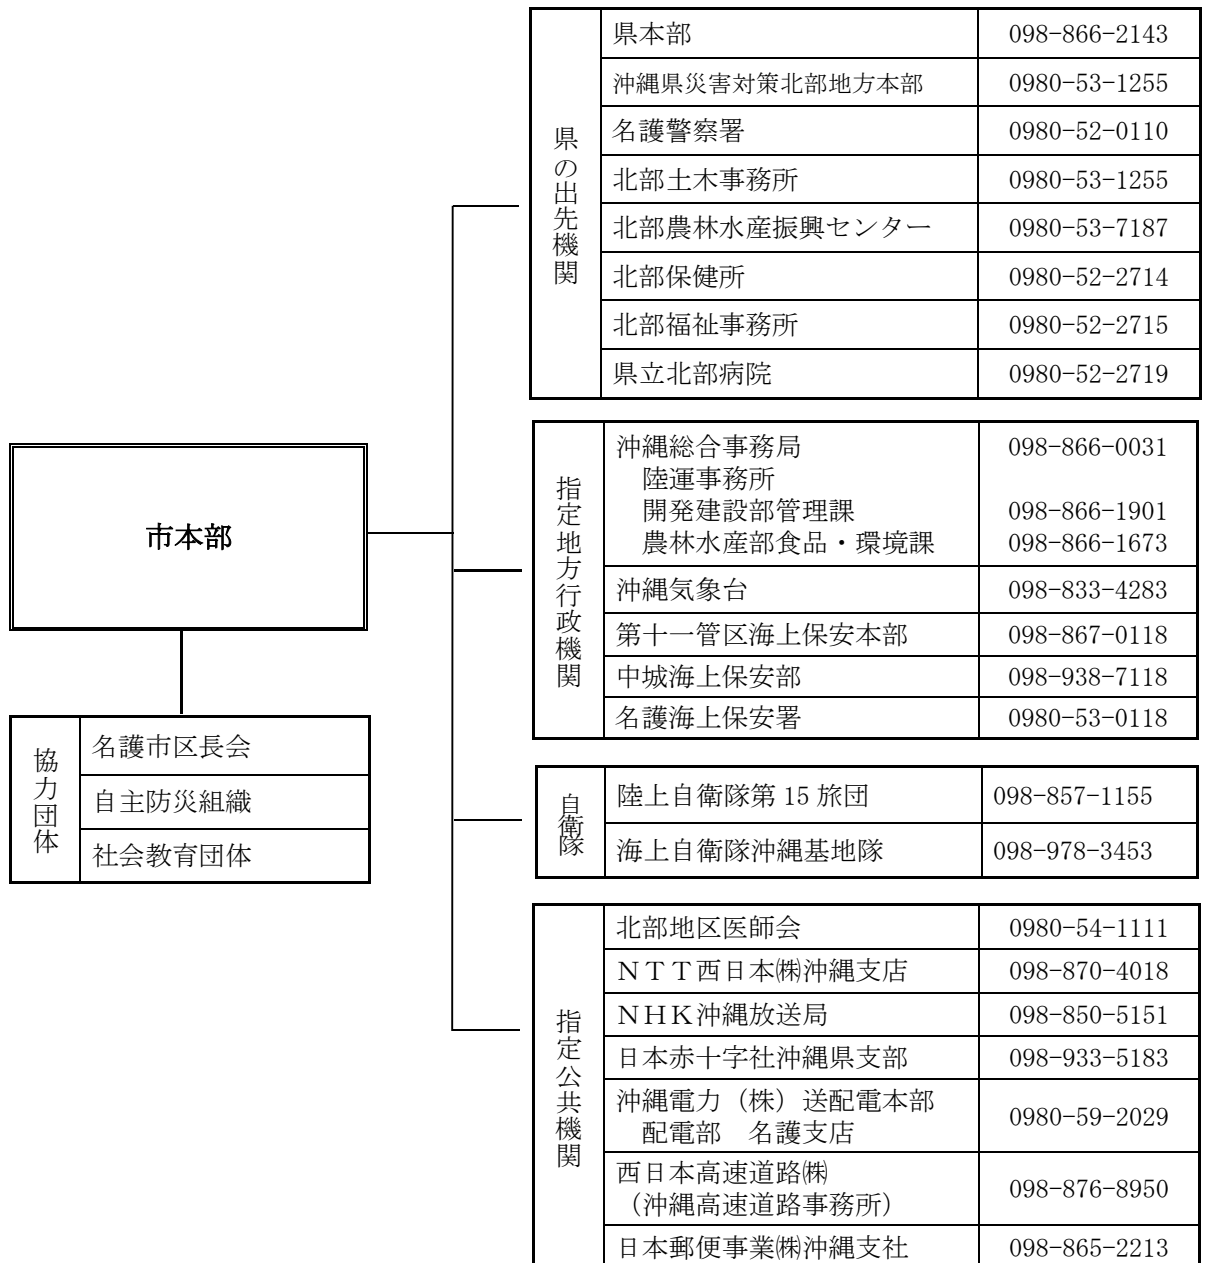 県の出先機関
県本部 098-866-2143
沖縄県災害対策北部地方本部 0980-53-1255
名護警察署 0980-52-0110
北部土木事務所 0980-53-1255
北部農林水産振興センター 0980-53-7187
北部保健所 0980-52-2714
北部福祉事務所 0980-52-2715
県立北部病院 0980-52-2719
市本部
協力団体
名護市区長会
自主防災組織
社会教育団体
指定地方行政機関
沖縄総合事務局 098-866-0031
陸運事務所
開発建設部管理課 098-866-1901
農林水産部食品・環境課 098-866-1673
沖縄気象台 098-833-4283
第十一管区海上保安本部 098-867-0118
中城海上保安部 098-938-7118
名護海上保安署 0980-53-0118
自衛隊
陸上自衛隊第 15 旅団 098-857-1155
海上自衛隊沖縄基地隊 098-978-3453
指定公共機関
北部地区医師会 0980-54-1111
ＮＴＴ西日本㈱沖縄支店 098-870-4018
ＮＨＫ沖縄放送局 098-850-5151
日本赤十字社沖縄県支部 098-933-5183
沖縄電力（株）送配電本部
配電部　名護支店 0980-59-2029
西日本高速道路㈱
（沖縄高速道路事務所） 098-876-8950
日本郵便事業㈱沖縄支社 098-865-2213